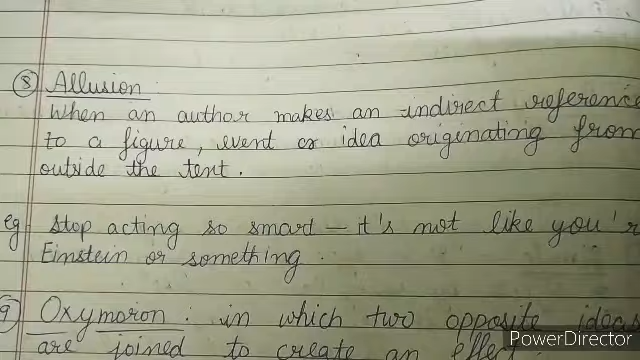 ⑧ Allusion
When an author makes an indirect reference
to a figure, event or idea originating from
outside the text.
eg stop acting so smart – it's not like you'r
Einstein or something.
9 Oxymoron : in which two opposite ideas
are joined to create an effect
PowerDirector